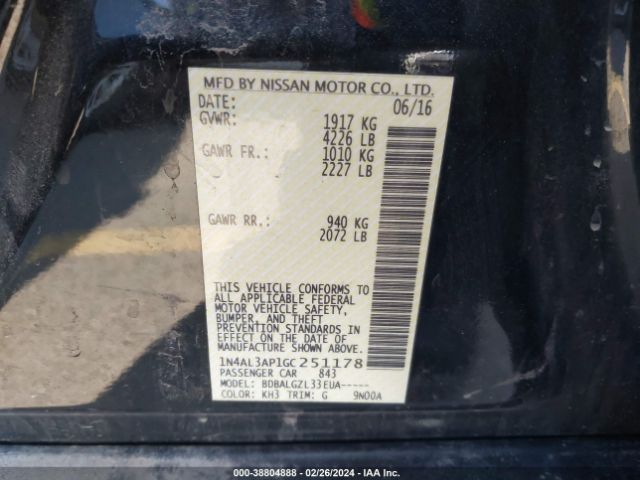 MFD BY NISSAN MOTOR CO., LTD.
DATE: 06/16
GVWR: 1917 KG
4226 LB
GAWR FR.: 1010 KG
2227 LB
GAWR RR.: 940 KG
2072 LB
THIS VEHICLE CONFORMS TO
ALL APPLICABLE FEDERAL
MOTOR VEHICLE SAFETY,
BUMPER, AND THEFT
PREVENTION STANDARDS IN
EFFECT ON THE DATE OF
MANUFACTURE SHOWN ABOVE.
1N4AL3AP1GC251178
PASSENGER CAR 843
MODEL: BDBALGZL33EUA-----
COLOR: KH3 TRIM: G 9N00A
000-38804888 - 02/26/2024 - IAA Inc.